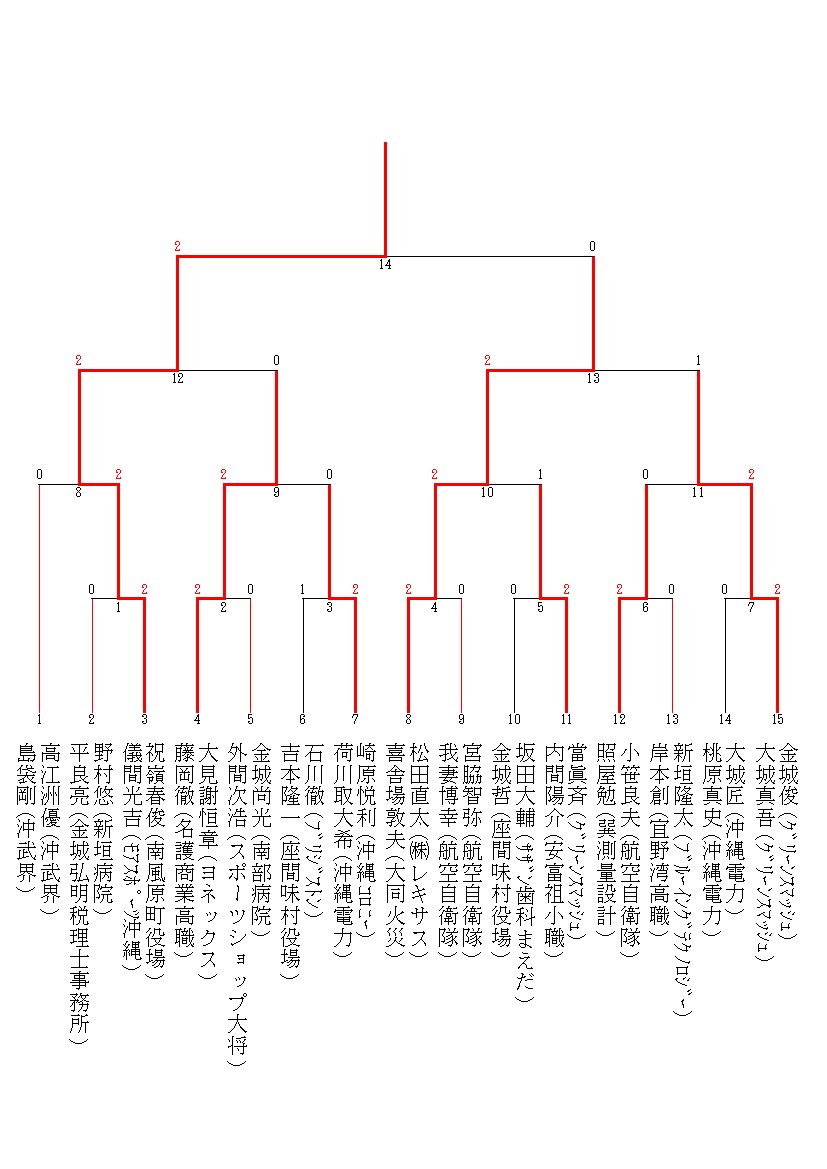 2 0
14
2 0 2 1
12 13
0 2 2 0 2 1 0 2
8 9 10 11
0 2 2 0 1 2 2 0 0 2 2 0 0 2
1 2 3 4 5 6 7
1 2 3 4 5 6 7 8 9 10 11 12 13 14 15
島袋剛(沖武界)
高江洲優(沖武界)
平良亮(金城弘明税理士事務所)
野村悠(新垣病院)
儀間光吉(ﾓｱｽﾎﾟｰﾂ沖縄)
祝嶺春俊(南風原町役場)
藤岡徹(名護商業高職)
大見謝恒章(ヨネックス)
外間次浩(スポーツショップ大将)
金城尚光(南部病院)
吉本隆一(座間味村役場)
石川徹(ﾌﾞﾘｼﾞｽﾄﾝ)
荷川取大希(沖縄電力)
崎原悦利(沖縄ｺﾛﾆｰ)
喜舎場敦夫(大同火災)
松田直太(㈱レキサス)
我妻博幸(航空自衛隊)
宮脇智弥(航空自衛隊)
金城哲(座間味村役場)
坂田大輔(ｻｻﾞﾝ歯科まえだ)
内間陽介(安富祖小職)
當眞斉(ｸﾞﾘｰﾝｽﾏｯｼｭ)
照屋勉(巽測量設計)
小笹良夫(航空自衛隊)
岸本創(宜野湾高職)
新垣隆太(ﾌﾞﾙｰｲﾝｸﾞﾃｸﾉﾛｼﾞｰ)
桃原真史(沖縄電力)
大城匠(沖縄電力)
大城真吾(ｸﾞﾘｰﾝｽﾏｯｼｭ)
金城俊(ｸﾞﾘｰﾝｽﾏｯｼｭ)